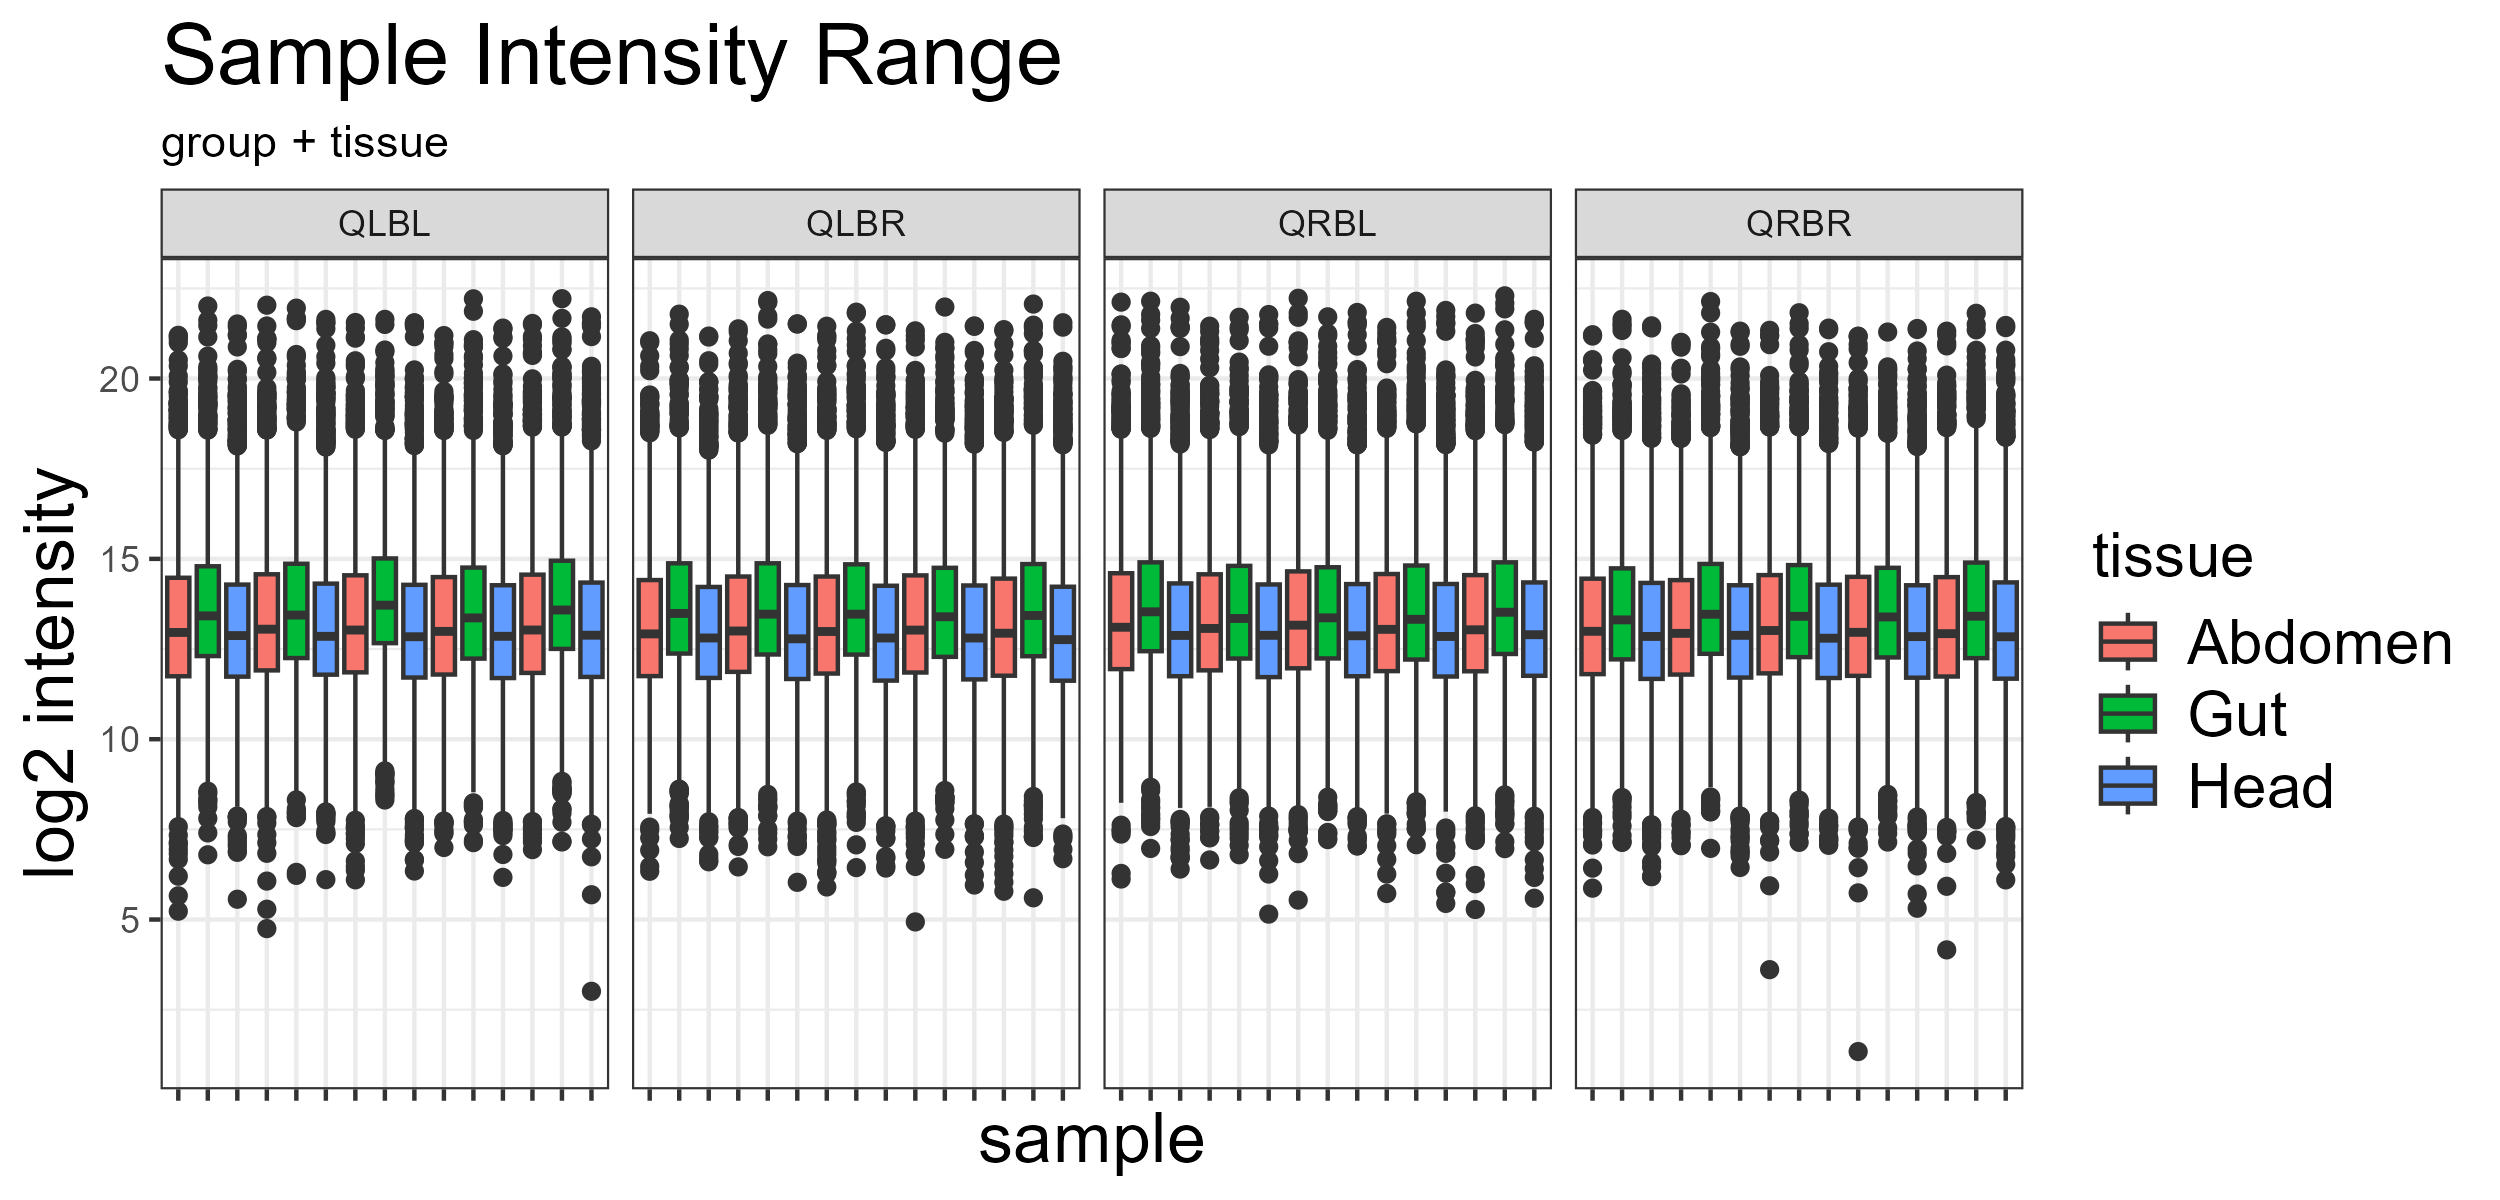 Sample Intensity Range
group + tissue
QLBL QLBR QRBL QRBR
20
15
10
5
log2 intensity
sample
tissue
Abdomen
Gut
Head